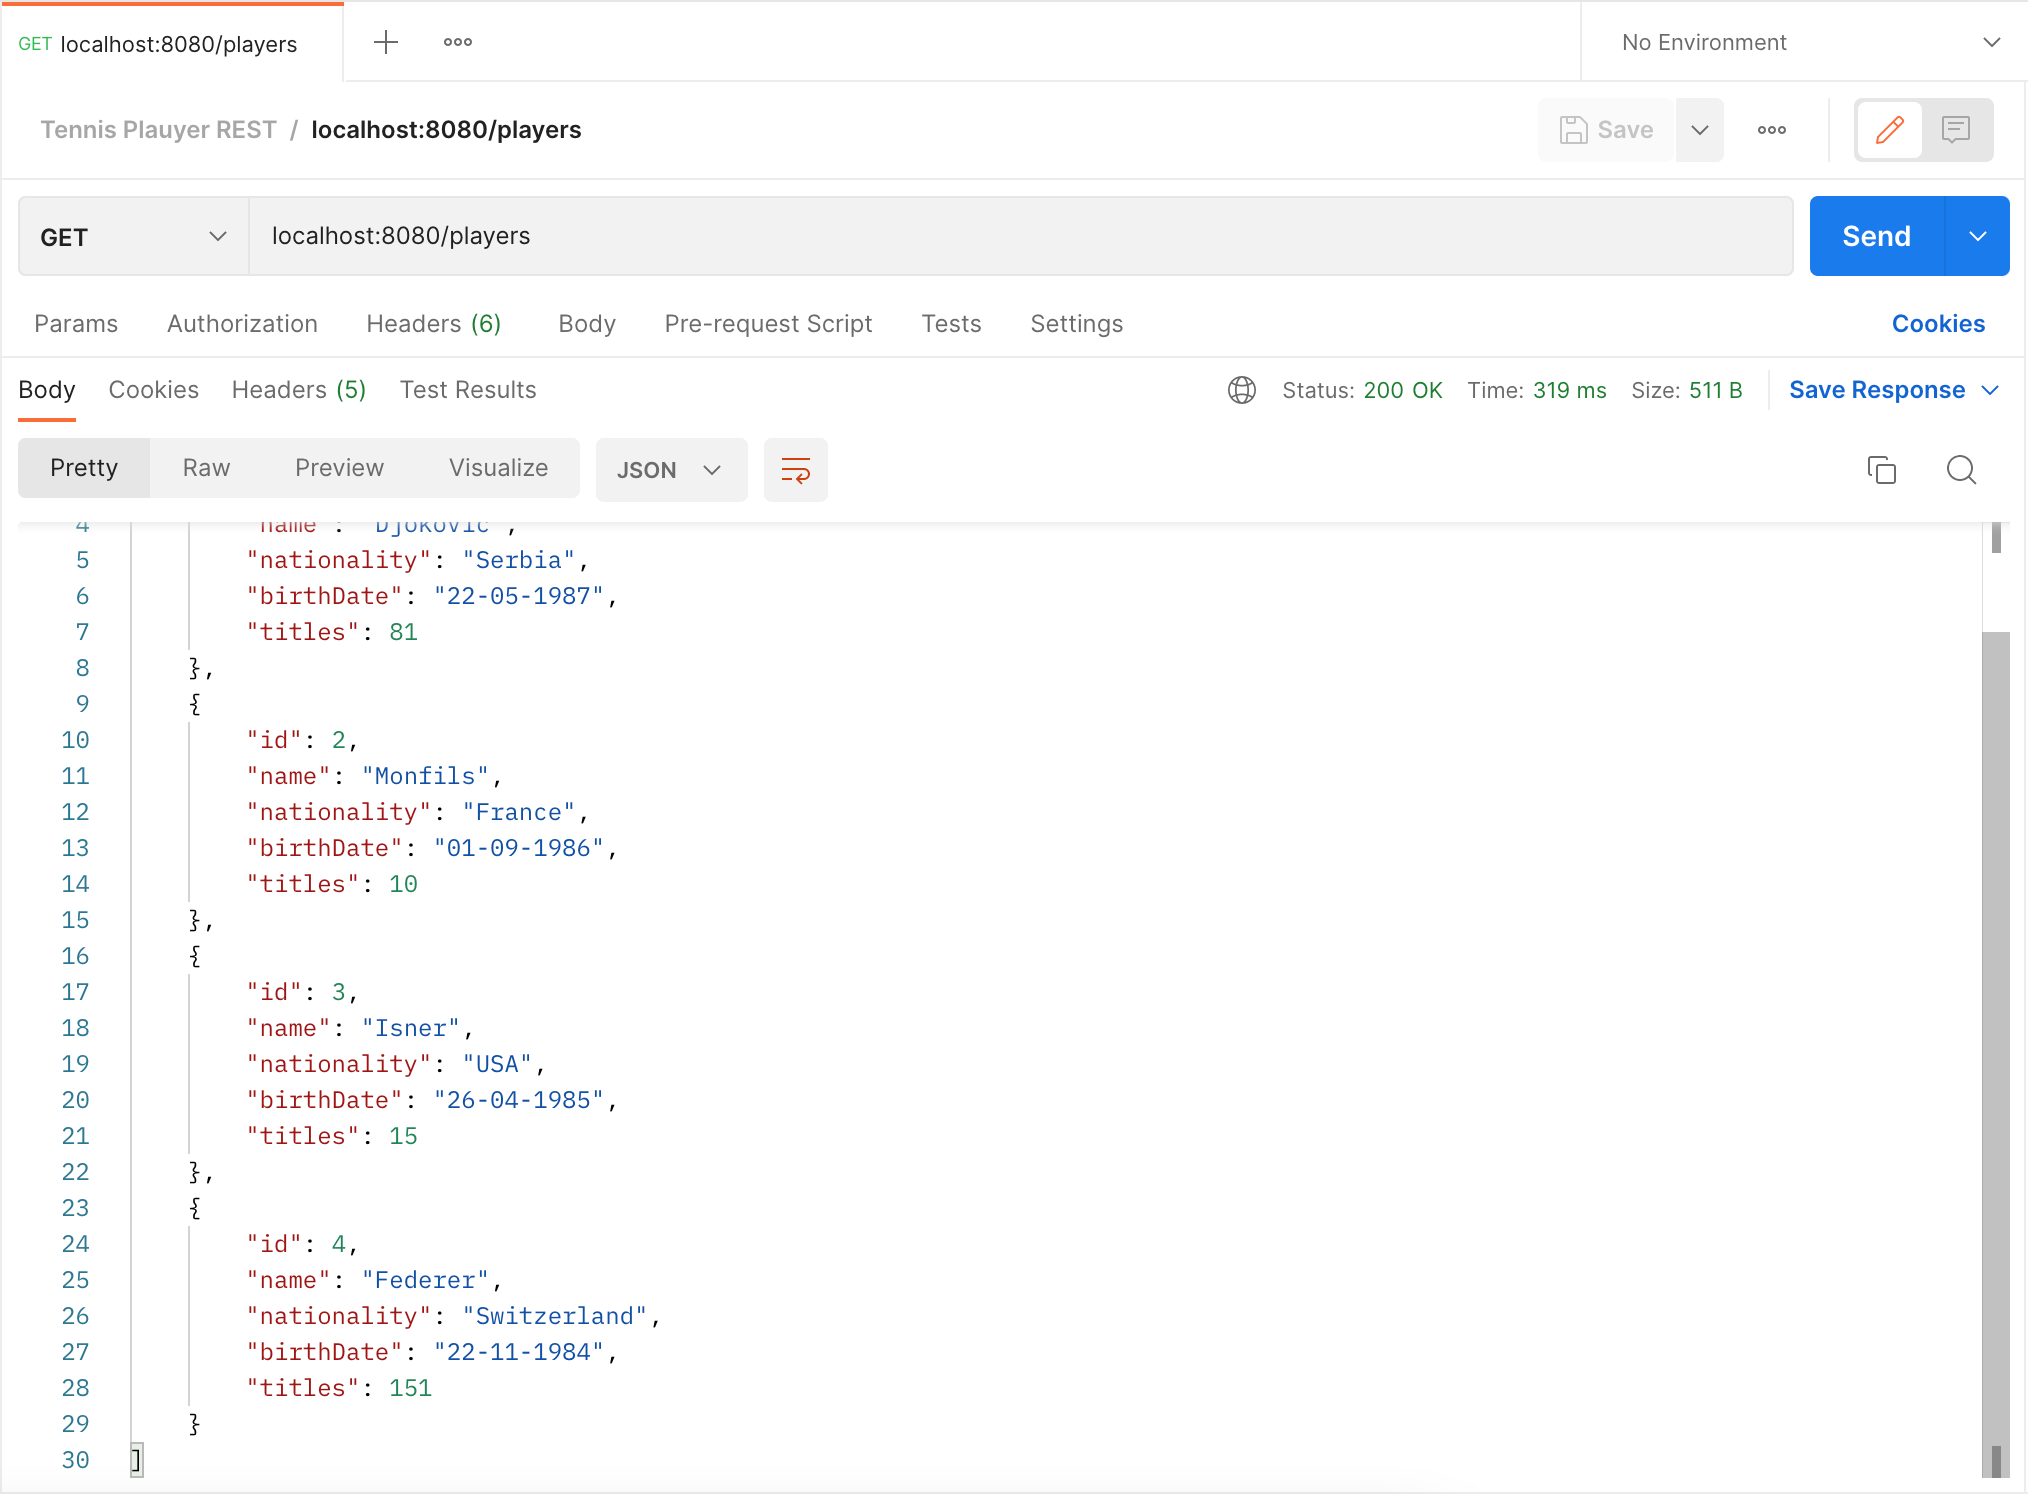 GET localhost:8080/players
No Environment
Tennis Plauyer REST / localhost:8080/players
Save
GET localhost:8080/players
Send
Params Authorization Headers (6) Body Pre-request Script Tests Settings Cookies
Body Cookies Headers (5) Test Results Status: 200 OK Time: 319 ms Size: 511 B Save Response
Pretty Raw Preview Visualize JSON
4 "name": "Djokovic",
5 "nationality": "Serbia",
6 "birthDate": "22-05-1987",
7 "titles": 81
8 },
9 {
10 "id": 2,
11 "name": "Monfils",
12 "nationality": "France",
13 "birthDate": "01-09-1986",
14 "titles": 10
15 },
16 {
17 "id": 3,
18 "name": "Isner",
19 "nationality": "USA",
20 "birthDate": "26-04-1985",
21 "titles": 15
22 },
23 {
24 "id": 4,
25 "name": "Federer",
26 "nationality": "Switzerland",
27 "birthDate": "22-11-1984",
28 "titles": 151
29 }
30 ]